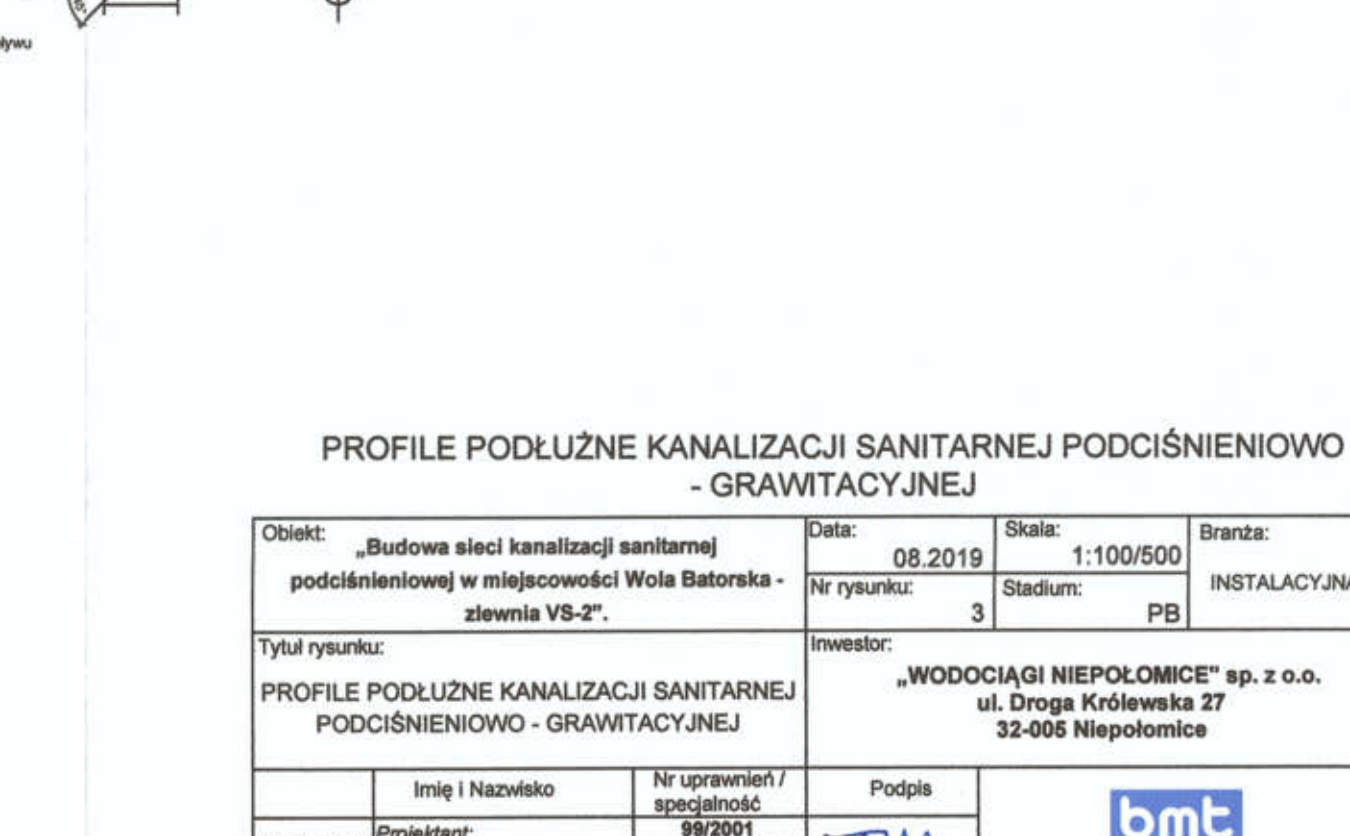 45°
PROFILE PODŁUŻNE KANALIZACJI SANITARNEJ PODCIŚNIENIOWO
- GRAWITACYJNEJ
Obiekt:
„Budowa sieci kanalizacji sanitarnej
podciśnieniowej w miejscowości Wola Batorska -
zlewnia VS-2".
Data:
08.2019
Skala:
1:100/500
Branża:
INSTALACYJNA
Nr rysunku:
3
Stadium:
PB
Tytuł rysunku:
PROFILE PODŁUŻNE KANALIZACJI SANITARNEJ
PODCIŚNIENIOWO - GRAWITACYJNEJ
Inwestor:
„WODOCIĄGI NIEPOŁOMICE" sp. z o.o.
ul. Droga Królewska 27
32-005 Niepołomice
Imię i Nazwisko
Nr uprawnień /
specjalność
Podpis
Projektant:
99/2001
bmt